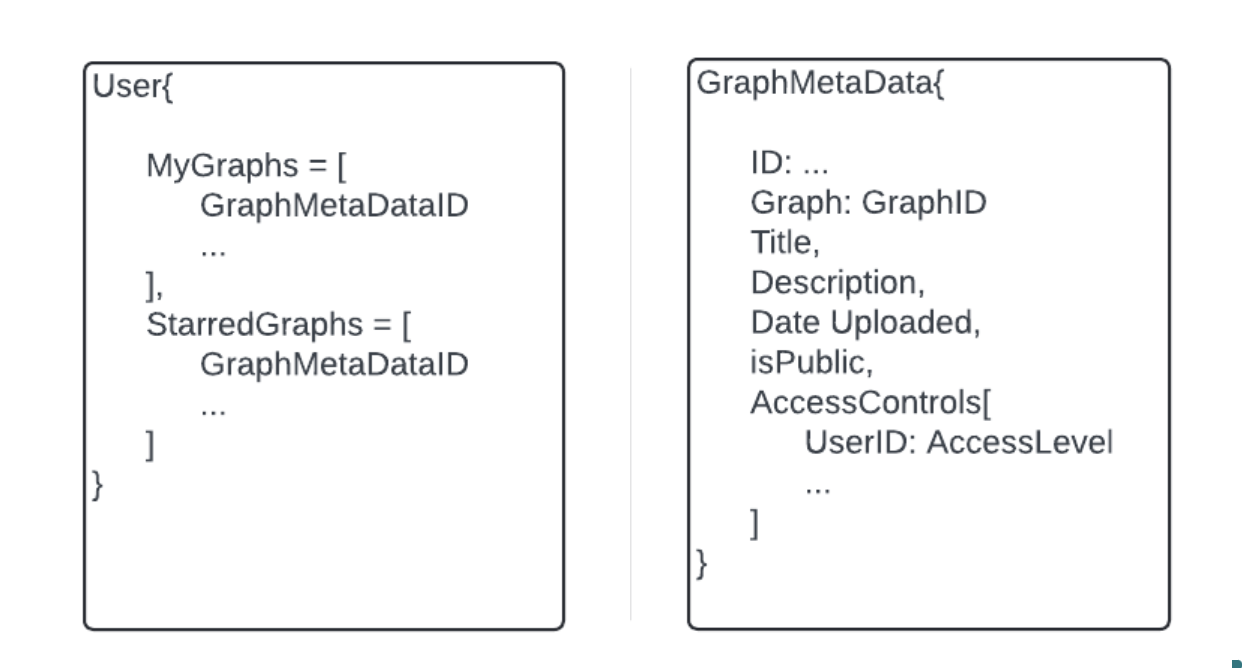 User{
MyGraphs = [
GraphMetaDataID
...
],
StarredGraphs = [
GraphMetaDataID
...
]
}
GraphMetaData{
ID: ...
Graph: GraphID
Title,
Description,
Date Uploaded,
isPublic,
AccessControls[
UserID: AccessLevel
...
]
}